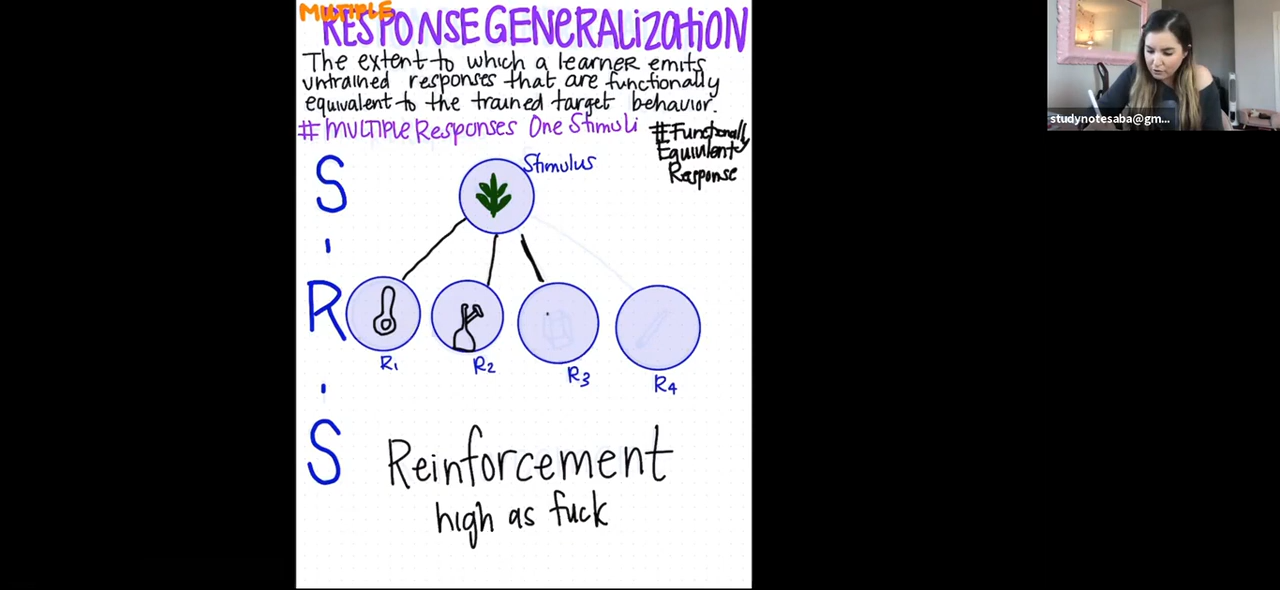 MULTIPLE
RESPONSE GENERALIZATION
The extent to which a learner emits
untrained responses that are functionally
equivalent to the trained target behavior.
#MULTIPLE Responses One Stimuli
#Functionally
Equivalent
Response
Stimulus
S
-
R
-
S
R1
R2
R3
R4
Reinforcement
high as fuck
studynotesaba@gm...